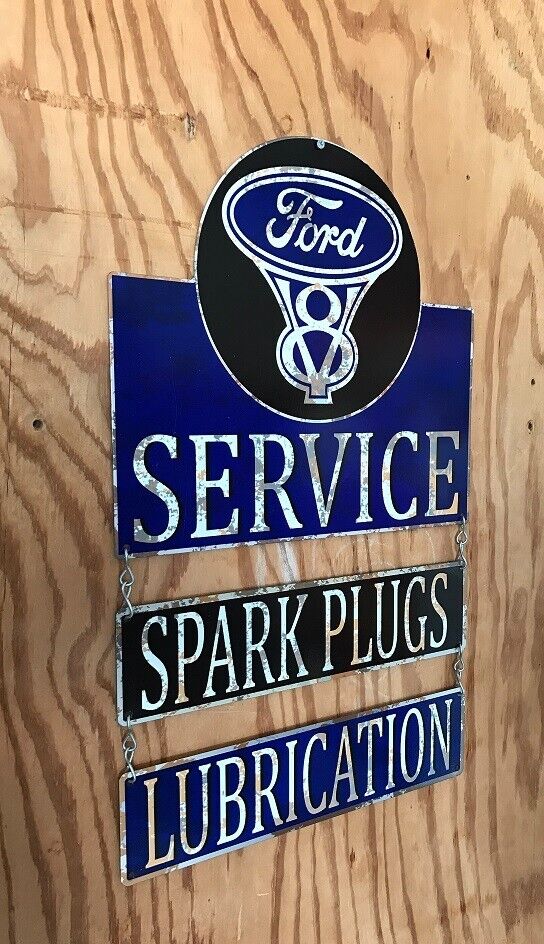 Ford
V8
SERVICE
SPARK PLUGS
LUBRICATION